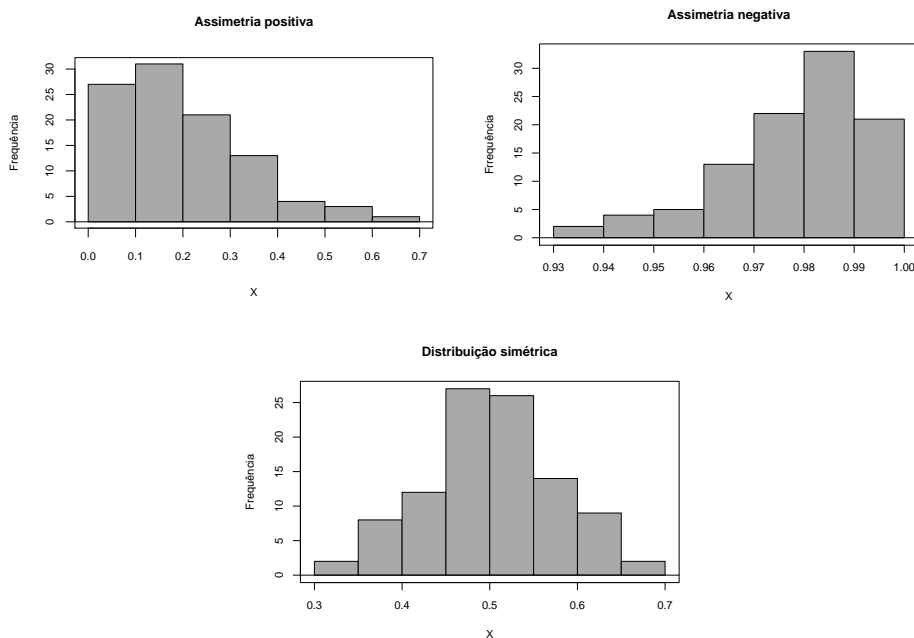 Assimetria positiva
Frequência
0 5 10 15 20 25 30
0.0 0.1 0.2 0.3 0.4 0.5 0.6 0.7
X
Assimetria negativa
Frrequência
0 5 10 15 20 25 30
0.93 0.94 0.95 0.96 0.97 0.98 0.99 1.00
X
Distribuição simétrica
Frequência
0 5 10 15 20 25
0.3 0.4 0.5 0.6 0.7
X